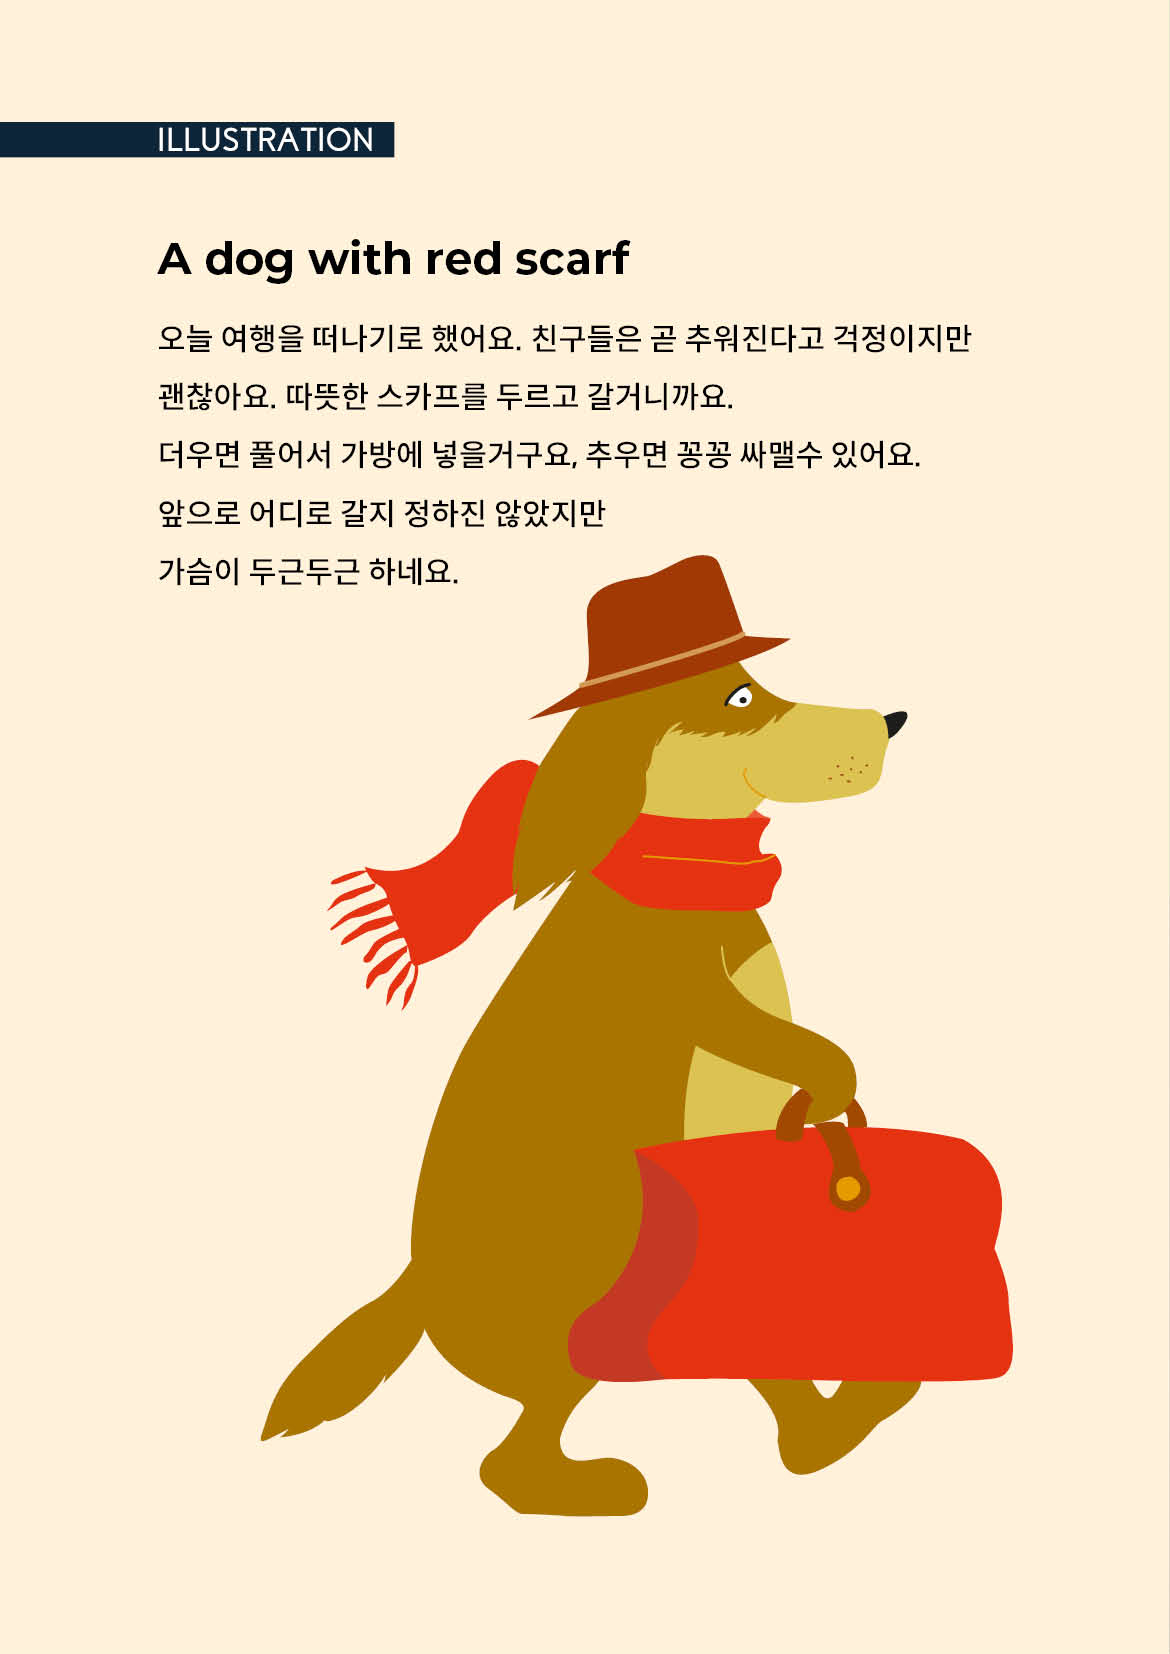 ILLUSTRATION
A dog with red scarf
오늘 여행을 떠나기로 했어요. 친구들은 곧 추워진다고 걱정이지만
괜찮아요. 따뜻한 스카프를 두르고 갈거니까요.
더우면 풀어서 가방에 넣을거구요, 추우면 꽁꽁 싸맬수 있어요.
앞으로 어디로 갈지 정하진 않았지만
가슴이 두근두근 하네요.